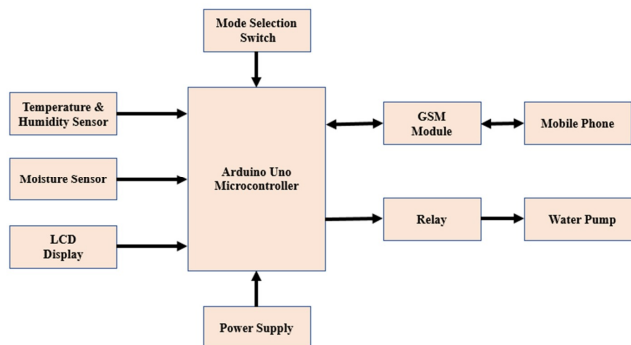 Mode Selection
Switch
Temperature &
Humidity Sensor
Moisture Sensor
LCD
Display
Arduino Uno
Microcontroller
GSM
Module
Mobile Phone
Relay
Water Pump
Power Supply